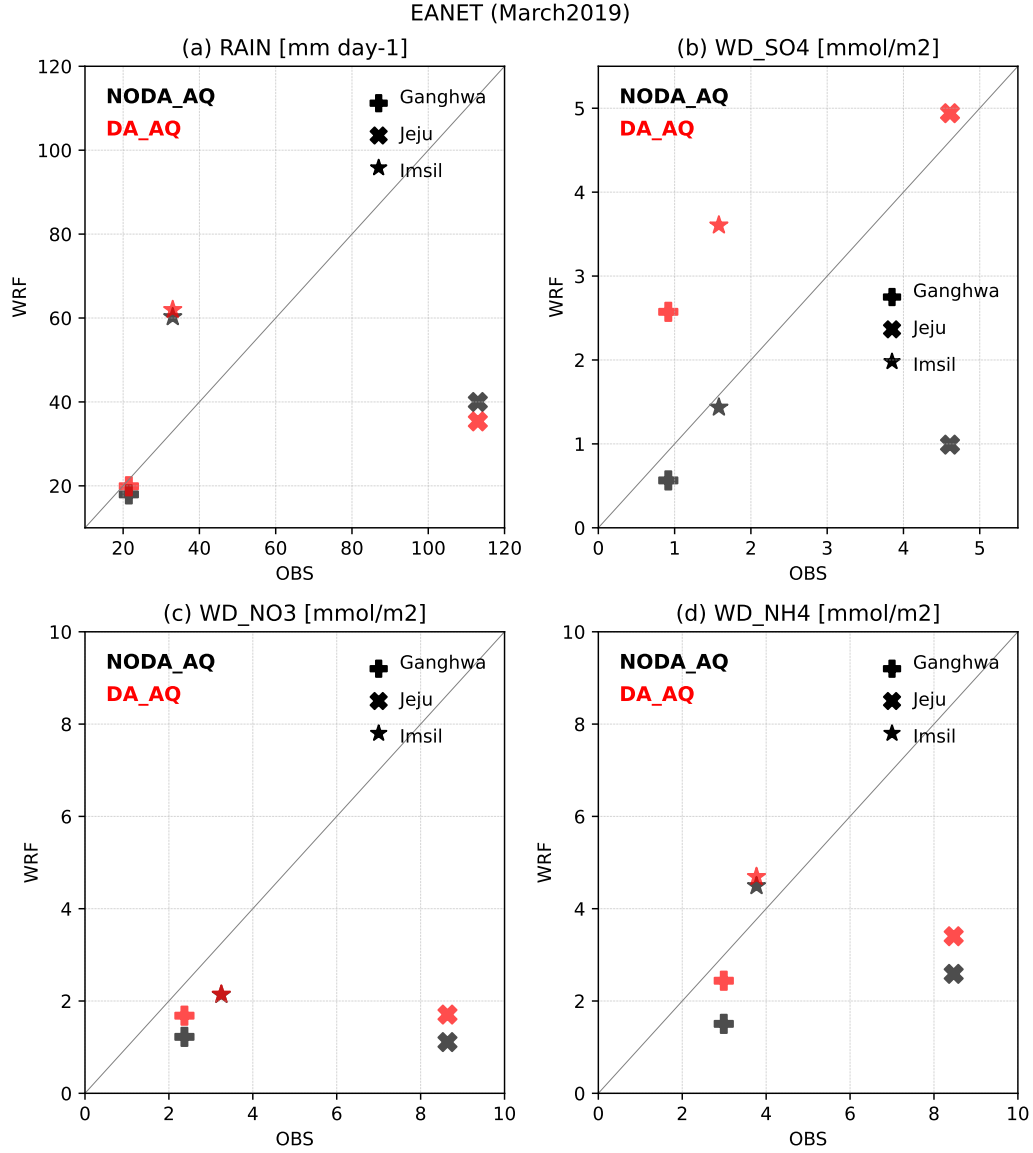 EANET (March2019)
(a) RAIN [mm day-1]
120
100
80
60
40
20
WRF
NODA_AQ
DA_AQ
Ganghwa
Jeju
Imsil
20 40 60 80 100 120
OBS
(b) WD_SO4 [mmol/m2]
5
4
3
2
1
0
WRF
NODA_AQ
DA_AQ
Ganghwa
Jeju
Imsil
0 1 2 3 4 5
OBS
(c) WD_NO3 [mmol/m2]
10
8
6
4
2
0
WRF
NODA_AQ
DA_AQ
Ganghwa
Jeju
Imsil
0 2 4 6 8 10
OBS
(d) WD_NH4 [mmol/m2]
10
8
6
4
2
0
WRF
NODA_AQ
DA_AQ
Ganghwa
Jeju
Imsil
0 2 4 6 8 10
OBS